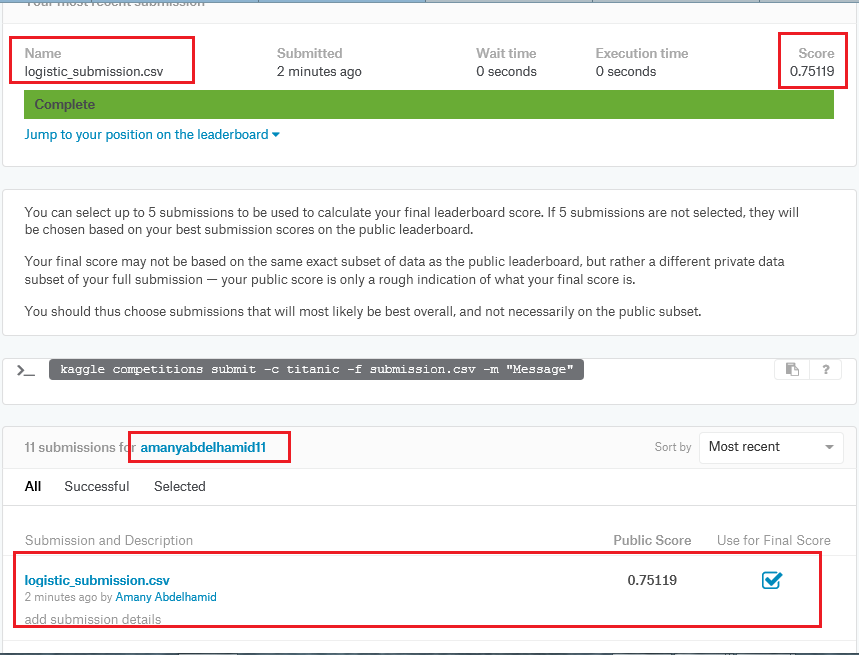 Your most recent submission
Name Submitted Wait time Execution time Score
logistic_submission.csv 2 minutes ago 0 seconds 0 seconds 0.75119
Complete
Jump to your position on the leaderboard
You can select up to 5 submissions to be used to calculate your final leaderboard score. If 5 submissions are not selected, they will
be chosen based on your best submission scores on the public leaderboard.
Your final score may not be based on the same exact subset of data as the public leaderboard, but rather a different private data
subset of your full submission — your public score is only a rough indication of what your final score is.
You should thus choose submissions that will most likely be best overall, and not necessarily on the public subset.
>_ kaggle competitions submit -c titanic -f submission.csv -m "Message" ?
11 submissions for amanyabdelhamid11 Sort by Most recent
All Successful Selected
Submission and Description Public Score Use for Final Score
logistic_submission.csv 0.75119
2 minutes ago by Amany Abdelhamid
add submission details